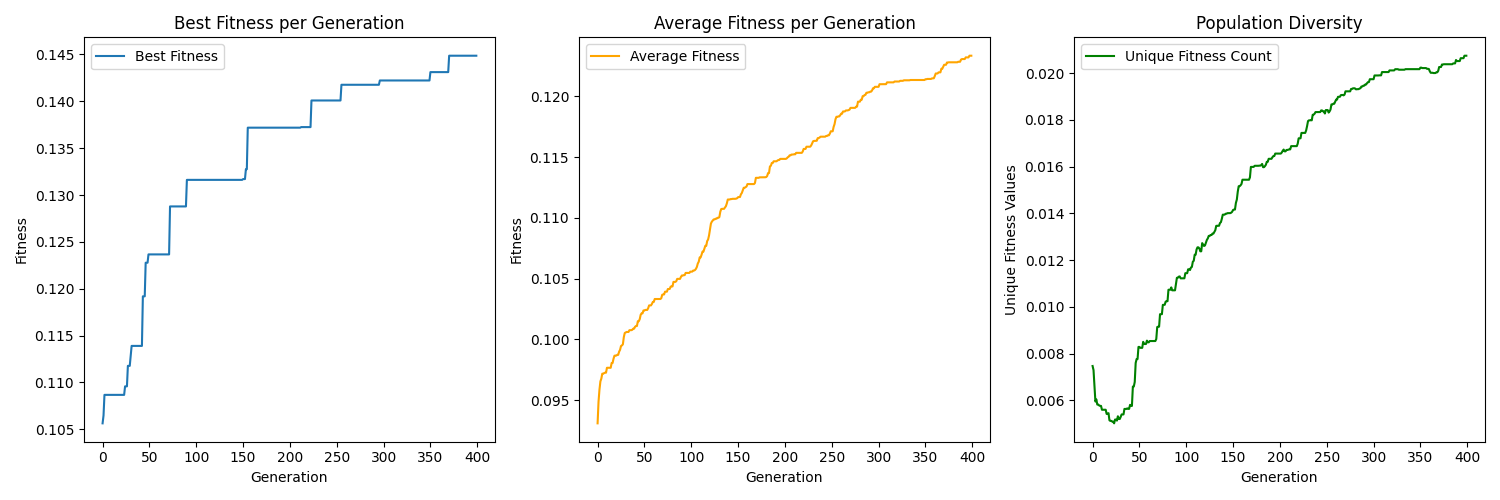 Best Fitness per Generation
Best Fitness
Fitness
0.145
0.140
0.135
0.130
0.125
0.120
0.115
0.110
0.105
0 50 100 150 200 250 300 350 400
Generation
Average Fitness per Generation
Average Fitness
Fitness
0.120
0.115
0.110
0.105
0.100
0.095
0 50 100 150 200 250 300 350 400
Generation
Population Diversity
Unique Fitness Count
Unique Fitness Values
0.020
0.018
0.016
0.014
0.012
0.010
0.008
0.006
0 50 100 150 200 250 300 350 400
Generation